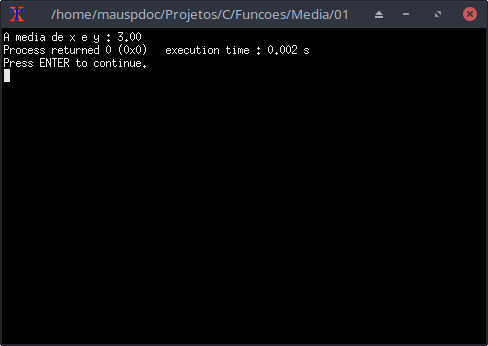 /home/mauspdoc/Projetos/C/Funcoes/Media/01
A media de x e y : 3.00
Process returned 0 (0x0)   execution time : 0.002 s
Press ENTER to continue.